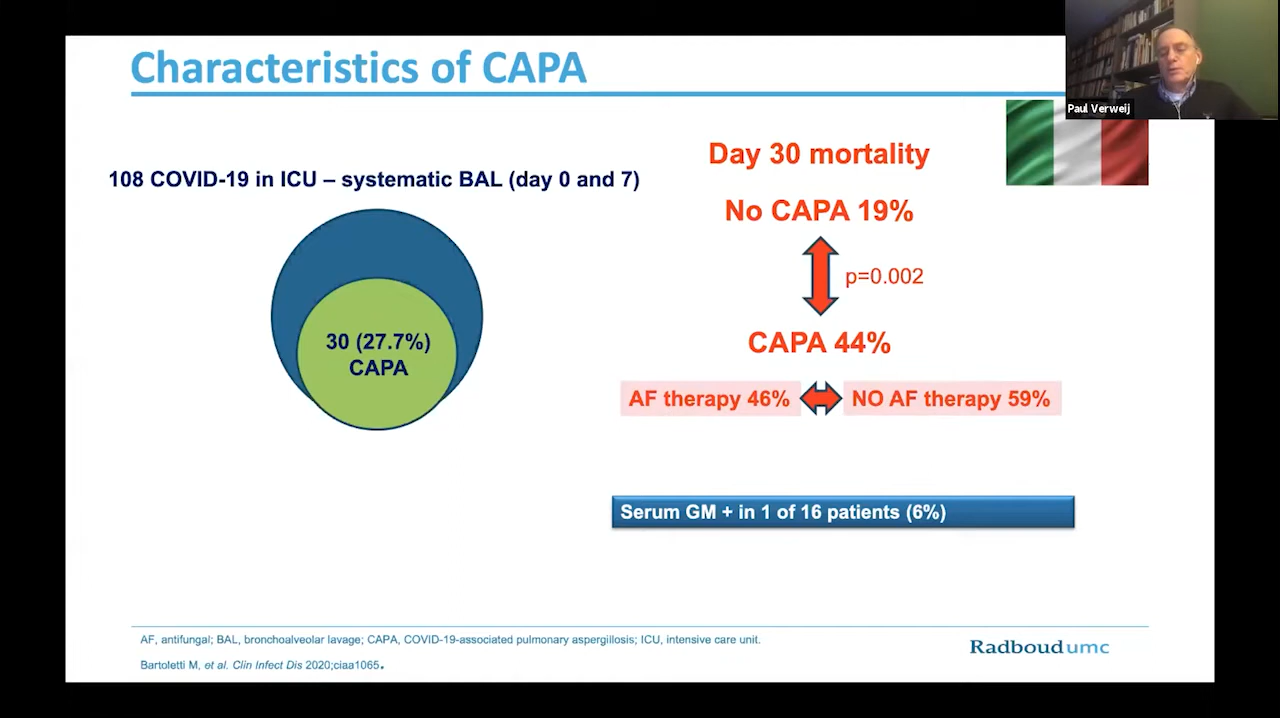 Characteristics of CAPA
Paul Verweij
108 COVID-19 in ICU – systematic BAL (day 0 and 7)
30 (27.7%)
CAPA
Day 30 mortality
No CAPA 19%
p=0.002
CAPA 44%
AF therapy 46%
NO AF therapy 59%
Serum GM + in 1 of 16 patients (6%)
AF, antifungal; BAL, bronchoalveolar lavage; CAPA, COVID-19-associated pulmonary aspergillosis; ICU, intensive care unit.
Bartoletti M, et al. Clin Infect Dis 2020;ciaa1065.
Radboudumc